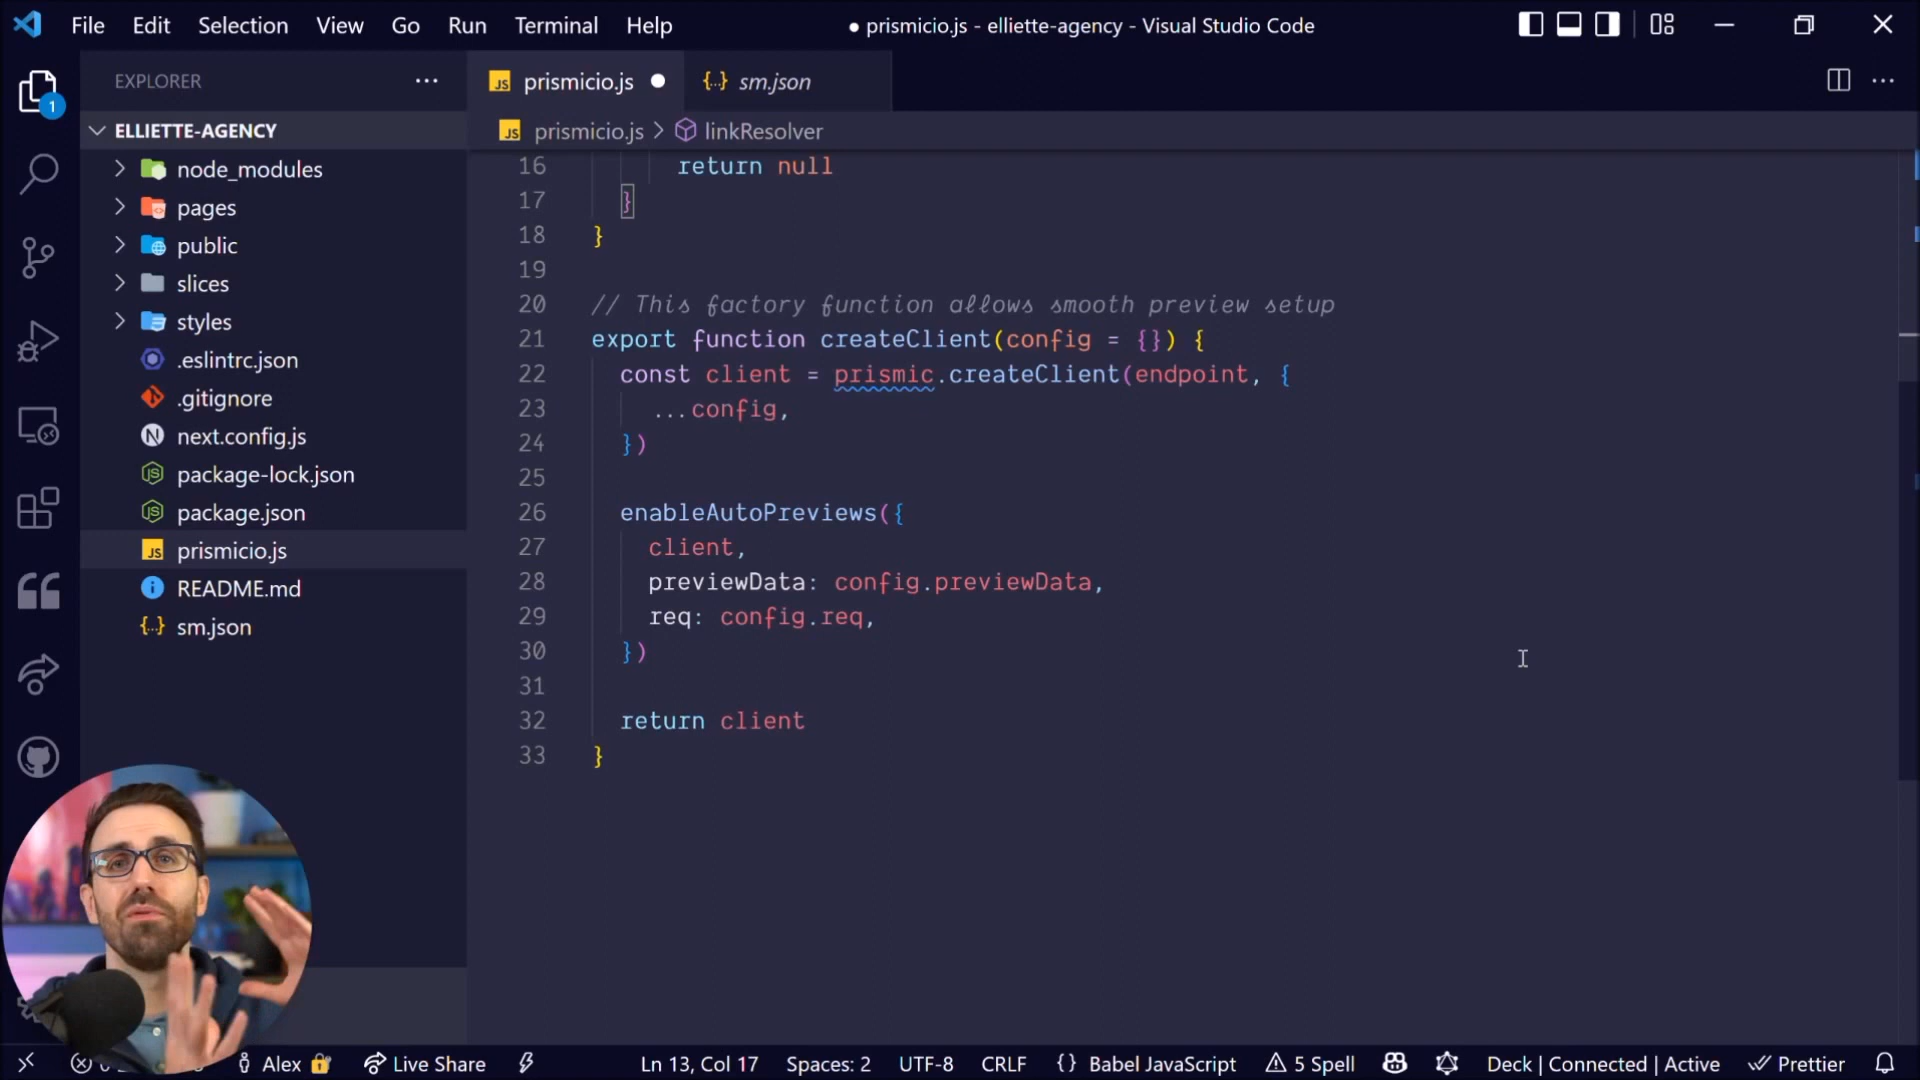 File Edit Selection View Go Run Terminal Help
● prismicio.js - elliette-agency - Visual Studio Code
EXPLORER
1
ELLIETTE-AGENCY
node_modules
pages
public
slices
styles
.eslintrc.json
.gitignore
next.config.js
package-lock.json
package.json
prismicio.js
README.md
sm.json
prismicio.js
sm.json
prismicio.js > linkResolver
16 return null
17 }
18 }
19
20 // This factory function allows smooth preview setup
21 export function createClient(config = {}) {
22 const client = prismic.createClient(endpoint, {
23 ...config,
24 })
25
26 enableAutoPreviews({
27 client,
28 previewData: config.previewData,
29 req: config.req,
30 })
31
32 return client
33 }
Alex Live Share Ln 13, Col 17 Spaces: 2 UTF-8 CRLF {} Babel JavaScript 5 Spell Deck | Connected | Active Prettier